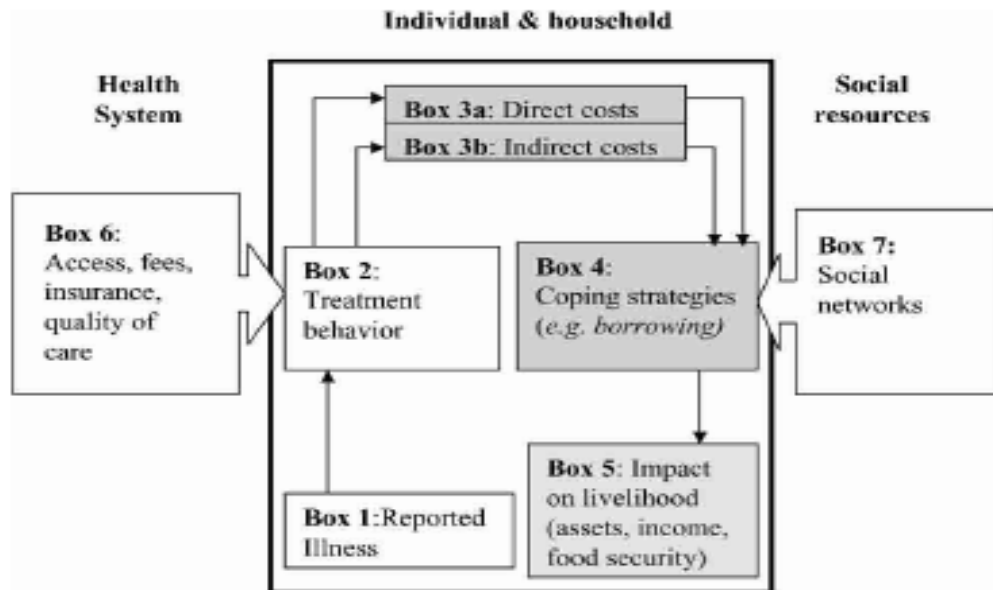 Individual & household
Health
System
Social
resources
Box 3a: Direct costs
Box 3b: Indirect costs
Box 6:
Access, fees,
insurance,
quality of
care
Box 2:
Treatment
behavior
Box 4:
Coping strategies
(e.g. borrowing)
Box 7:
Social
networks
Box 1:Reported
Illness
Box 5: Impact
on livelihood
(assets, income,
food security)